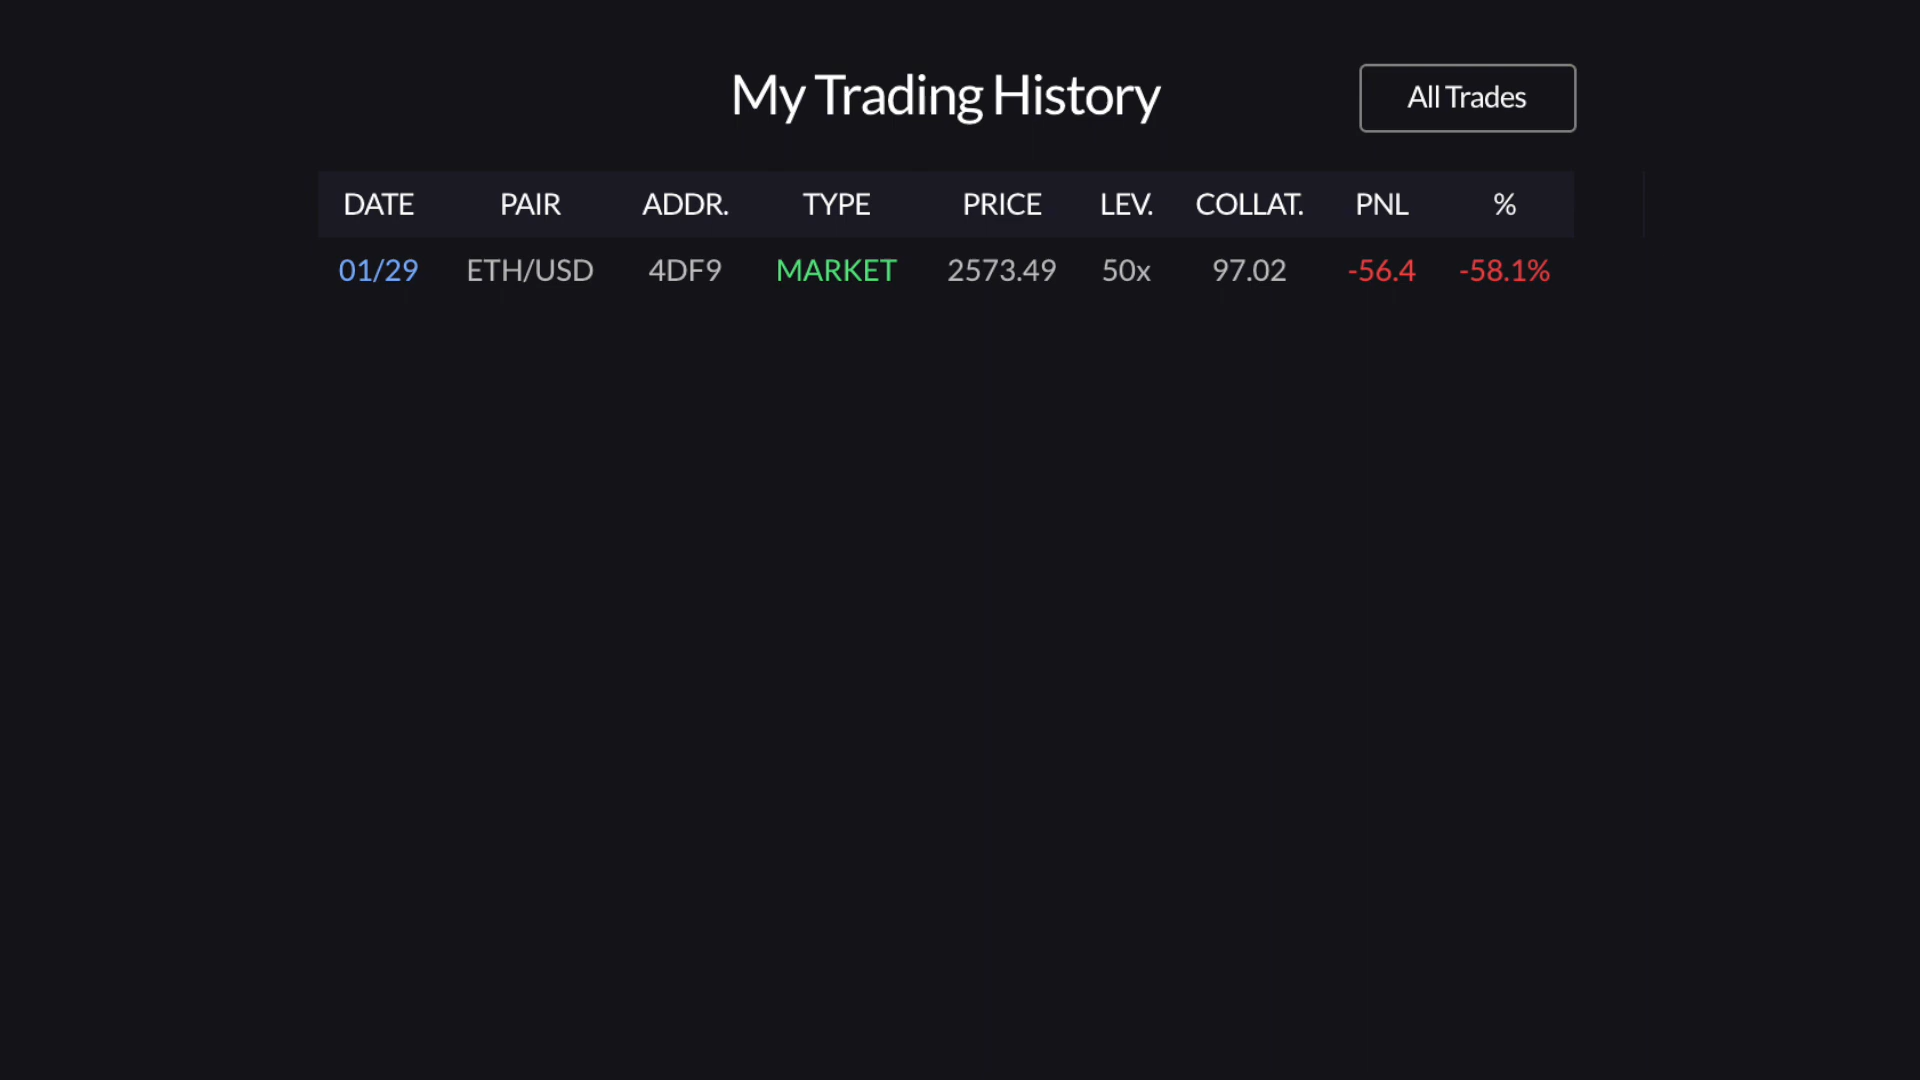 My Trading History
All Trades
DATE PAIR ADDR. TYPE PRICE LEV. COLLAT. PNL %
01/29 ETH/USD 4DF9 MARKET 2573.49 50x 97.02 -56.4 -58.1%